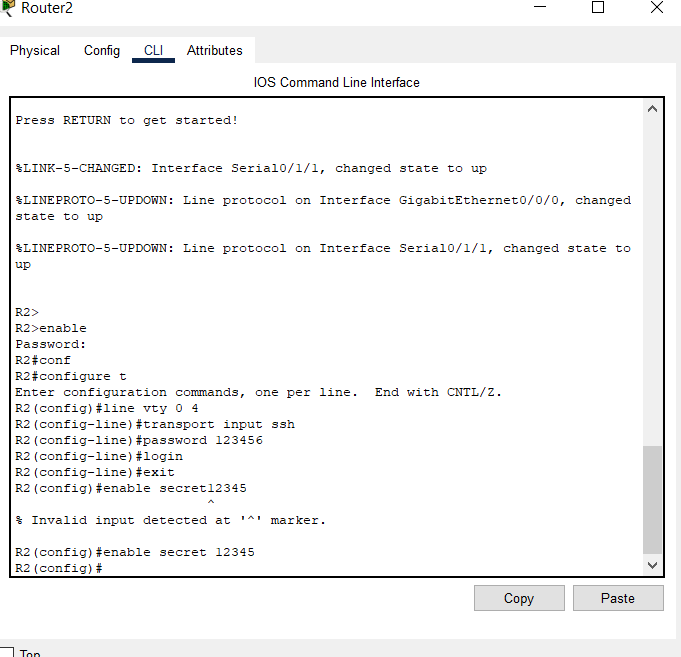 Router2
Physical Config CLI Attributes
IOS Command Line Interface
Press RETURN to get started!
%LINK-5-CHANGED: Interface Serial0/1/1, changed state to up
%LINEPROTO-5-UPDOWN: Line protocol on Interface GigabitEthernet0/0/0, changed
state to up
%LINEPROTO-5-UPDOWN: Line protocol on Interface Serial0/1/1, changed state to
up
R2>
R2>enable
Password:
R2#conf
R2#configure t
Enter configuration commands, one per line.  End with CNTL/Z.
R2(config)#line vty 0 4
R2(config-line)#transport input ssh
R2(config-line)#password 123456
R2(config-line)#login
R2(config-line)#exit
R2(config)#enable secret12345
^
% Invalid input detected at '^' marker.
R2(config)#enable secret 12345
R2(config)#
Copy Paste
Top